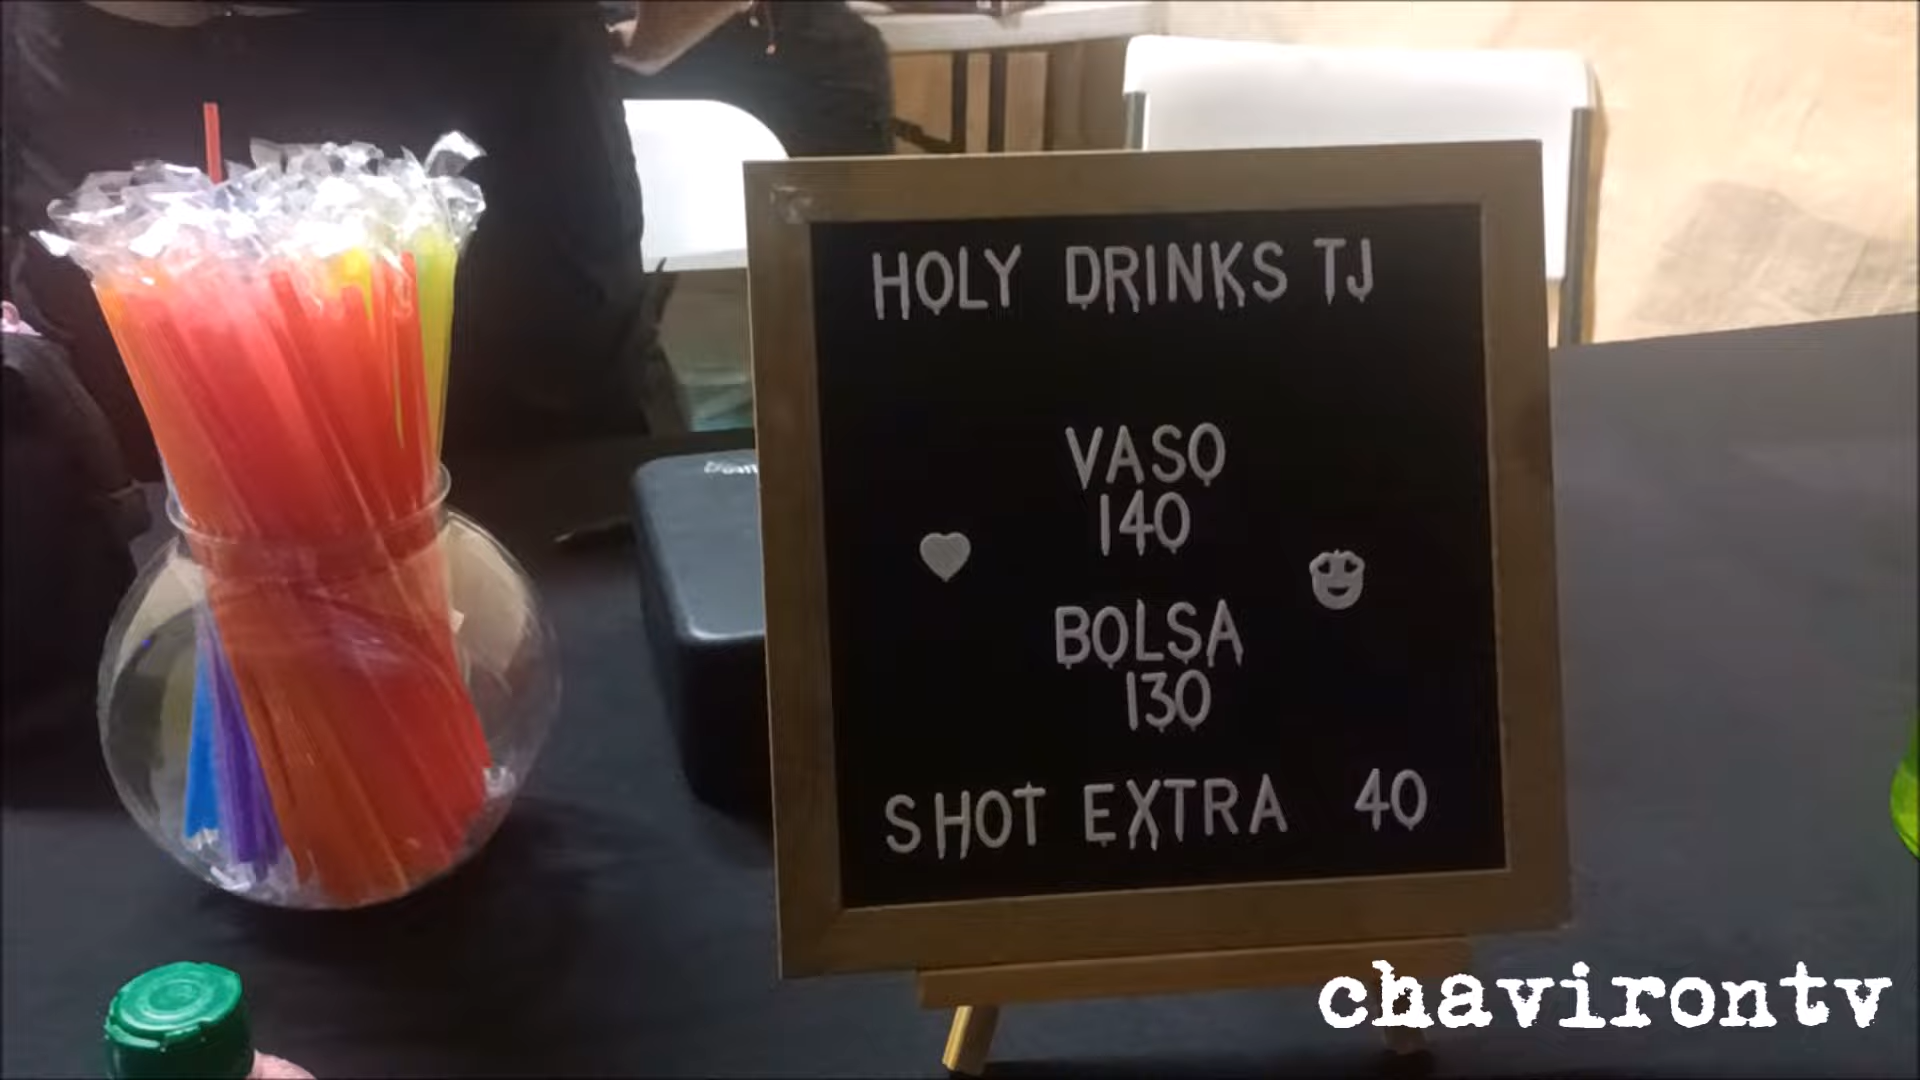 HOLY DRINKS TJ
VASO
140
BOLSA
130
SHOT EXTRA 40
chavirontv